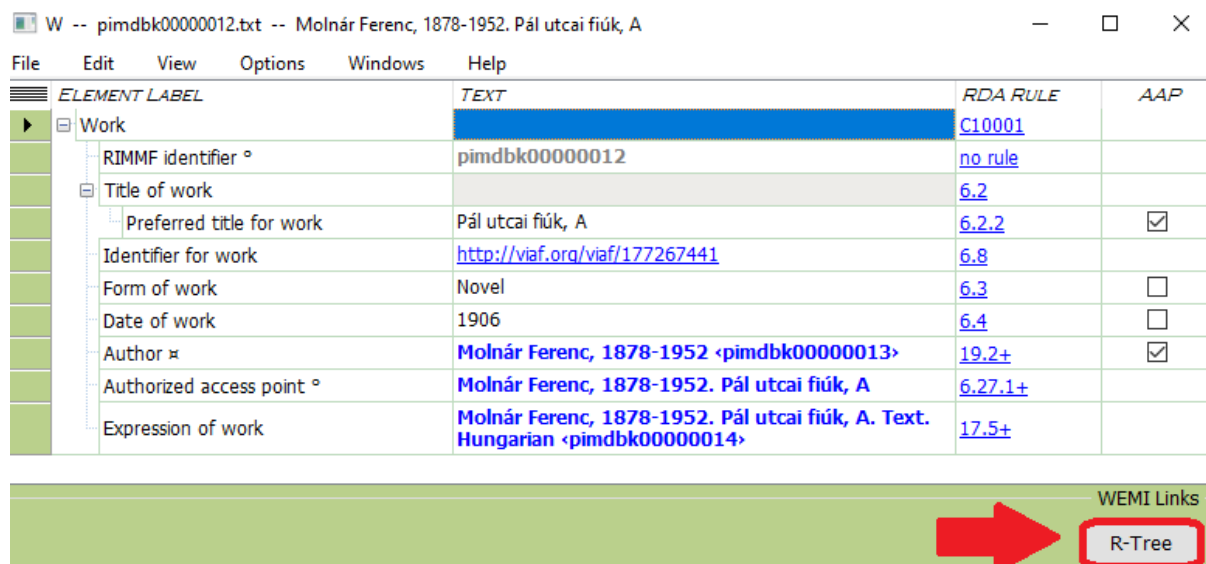 W -- pimdbk00000012.txt -- Molnár Ferenc, 1878-1952. Pál utcai fiúk, A
File Edit View Options Windows Help
ELEMENT LABEL TEXT RDA RULE AAP
Work C10001
RIMMF identifier ° pimdbk00000012 no rule
Title of work 6.2
Preferred title for work Pál utcai fiúk, A 6.2.2
Identifier for work http://viaf.org/viaf/177267441 6.8
Form of work Novel 6.3
Date of work 1906 6.4
Author ¤ Molnár Ferenc, 1878-1952 ‹pimdbk00000013› 19.2+
Authorized access point ° Molnár Ferenc, 1878-1952. Pál utcai fiúk, A 6.27.1+
Expression of work Molnár Ferenc, 1878-1952. Pál utcai fiúk, A. Text. 17.5+
Hungarian ‹pimdbk00000014›
WEMI Links
R-Tree